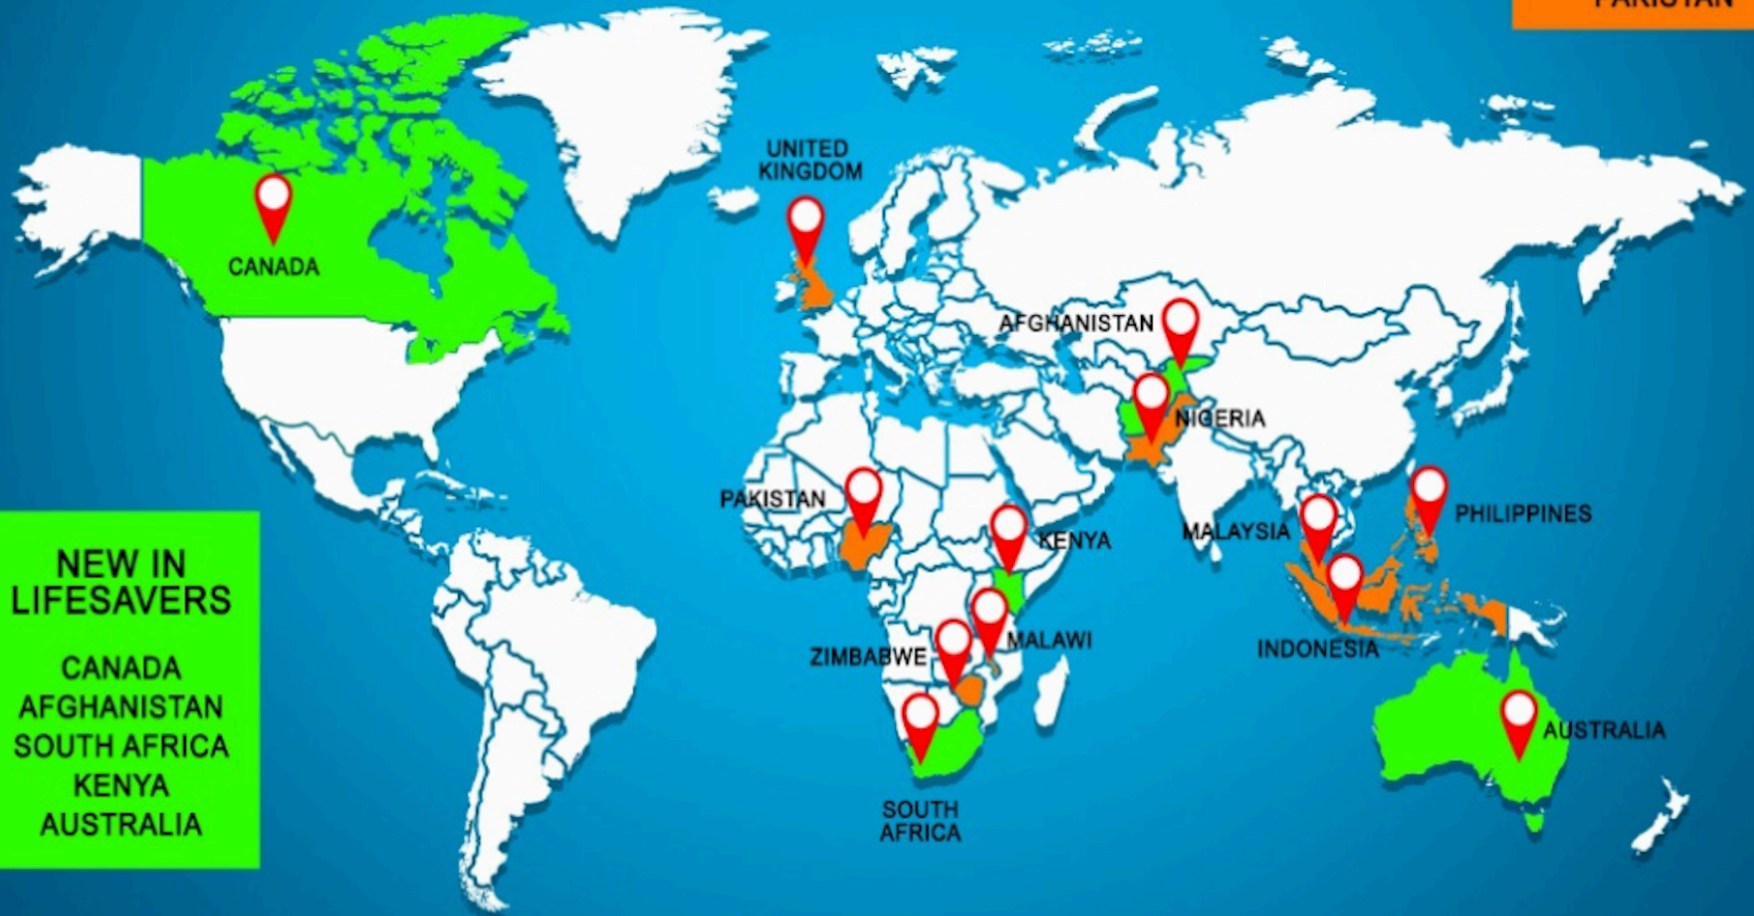 PAKISTAN
UNITED
KINGDOM
CANADA
AFGHANISTAN
NIGERIA
PAKISTAN
PHILIPPINES
MALAYSIA
KENYA
NEW IN
LIFESAVERS
CANADA
AFGHANISTAN
SOUTH AFRICA
KENYA
AUSTRALIA
MALAWI
ZIMBABWE
INDONESIA
AUSTRALIA
SOUTH
AFRICA